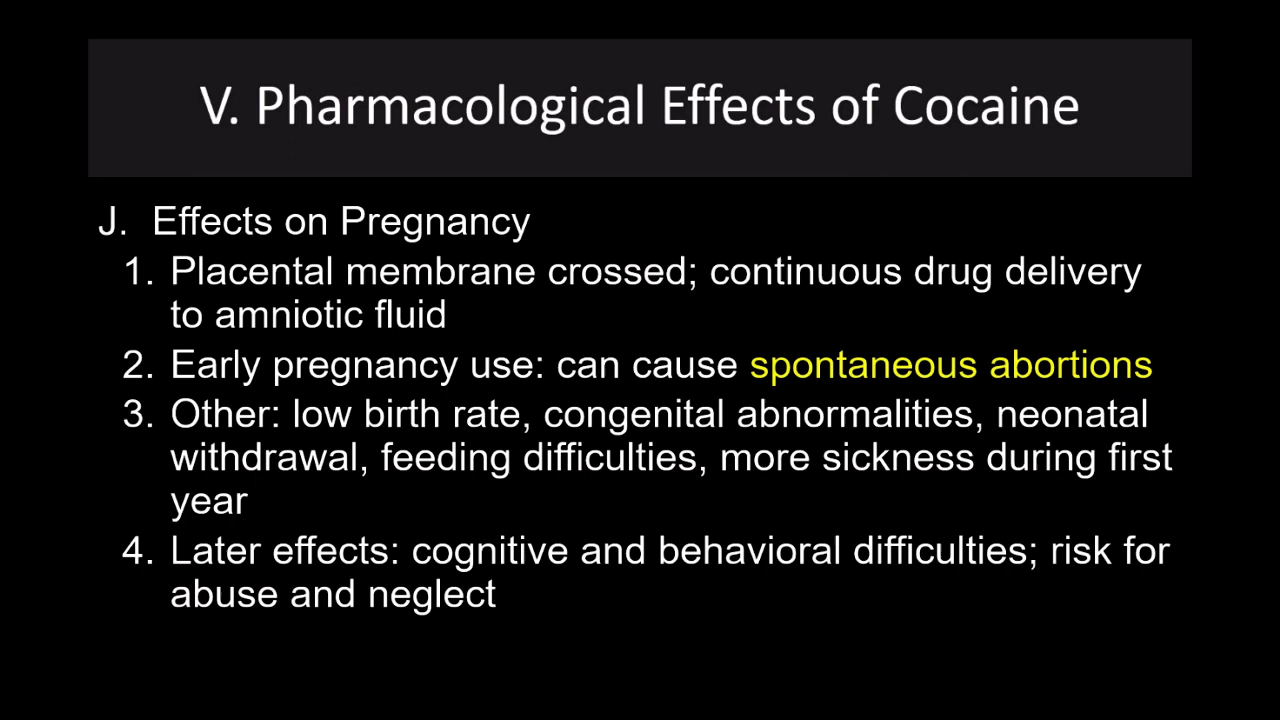 V. Pharmacological Effects of Cocaine
J. Effects on Pregnancy
1. Placental membrane crossed; continuous drug delivery
to amniotic fluid
2. Early pregnancy use: can cause spontaneous abortions
3. Other: low birth rate, congenital abnormalities, neonatal
withdrawal, feeding difficulties, more sickness during first
year
4. Later effects: cognitive and behavioral difficulties; risk for
abuse and neglect